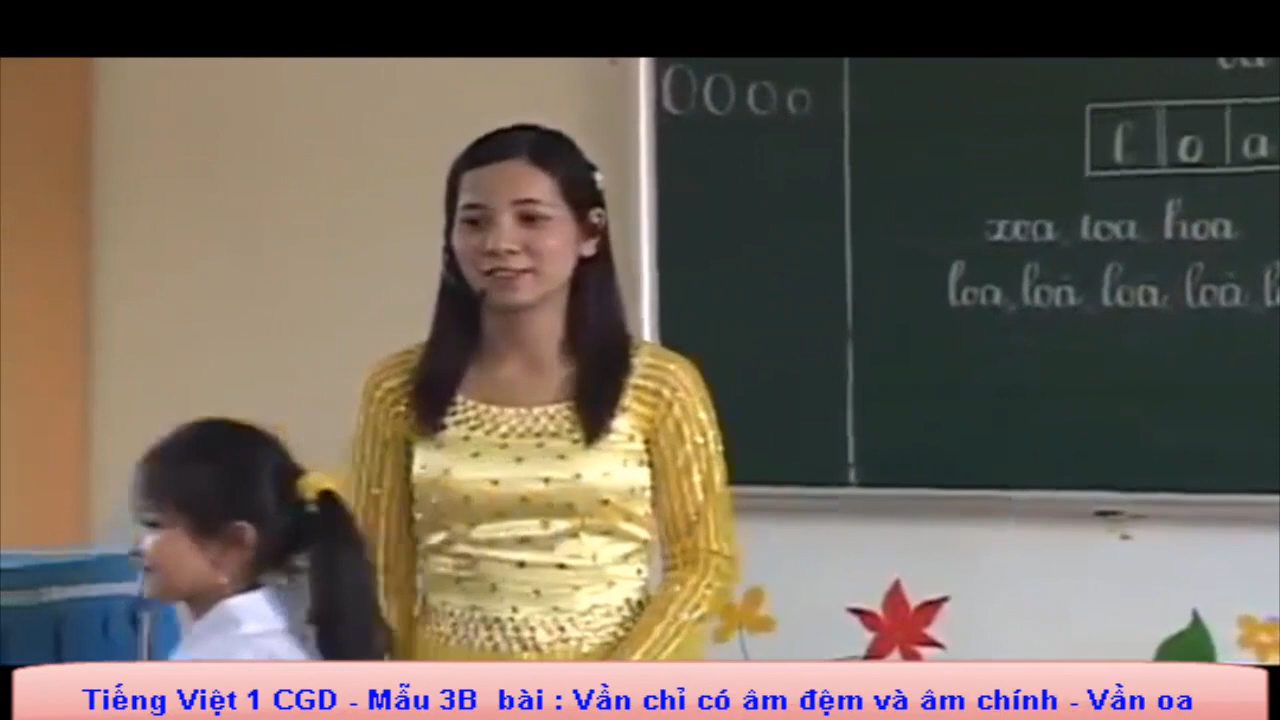 OOoo
l o a
xoa, toa, hoa
loa, loá, loả, loà,
Tiếng Việt 1 CGD - Mẫu 3B bài : Vần chỉ có âm đệm và âm chính - Vần oa